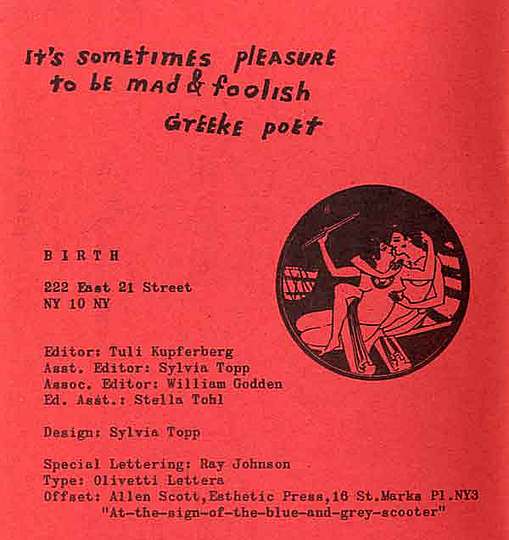 It's sometimes pleasure
to be mad & foolish
Greeke poet
BIRTH
222 East 21 Street
NY 10 NY
Editor: Tuli Kupferberg
Asst. Editor: Sylvia Topp
Assoc. Editor: William Godden
Ed. Asst.: Stella Tohl
Design: Sylvia Topp
Special Lettering: Ray Johnson
Type: Olivetti Lettera
Offset: Allen Scott,Esthetic Press,16 St.Marks Pl.NY3
"At-the-sign-of-the-blue-and-grey-scooter"